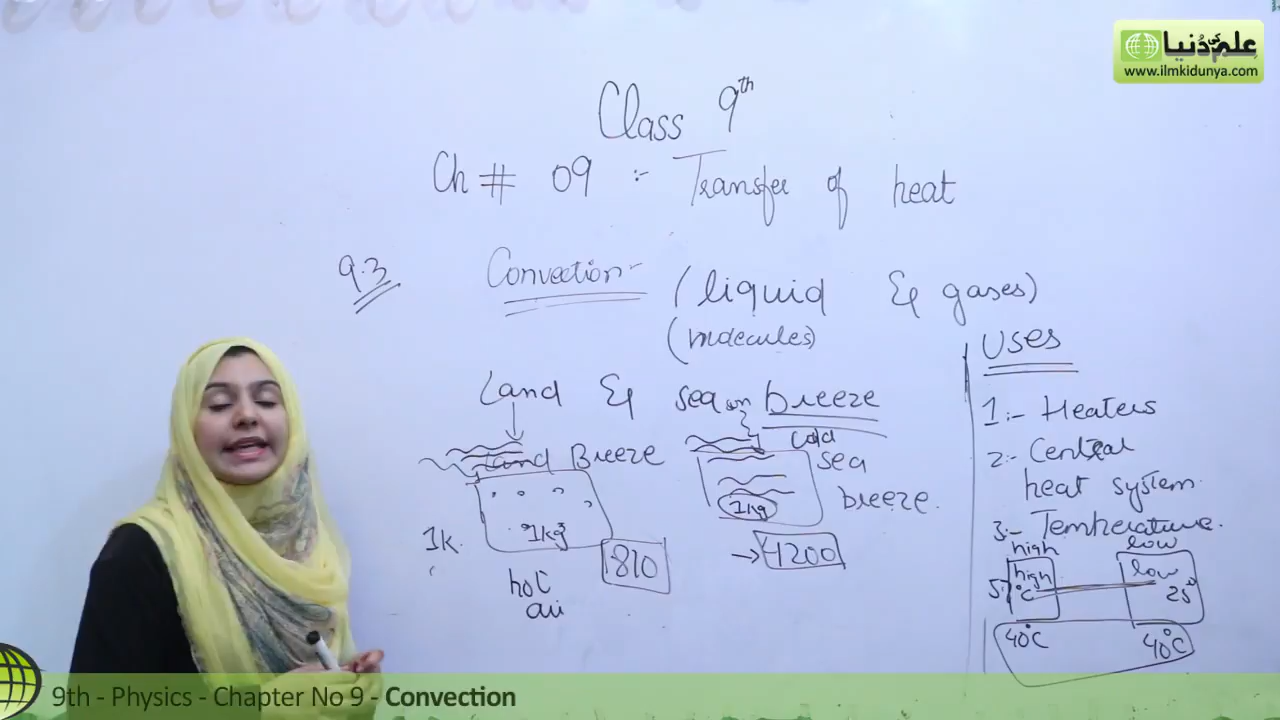 علم کی دُنیا
www.ilmkidunya.com
Class 9th
Ch # 09 :- Transfer of heat
9.3 Convection:- (liquid & gases)
(molecules)
Land & sea breeze
Land Breeze
1kg
1k.
810
hot
air
cold
sea
breeze.
1kg
→ 4200
Uses
1:- Heaters
2:- Central
heat system.
3:- Temperature.
high low
high low
°C 25°
40°C 40°C
9th - Physics - Chapter No 9 - Convection